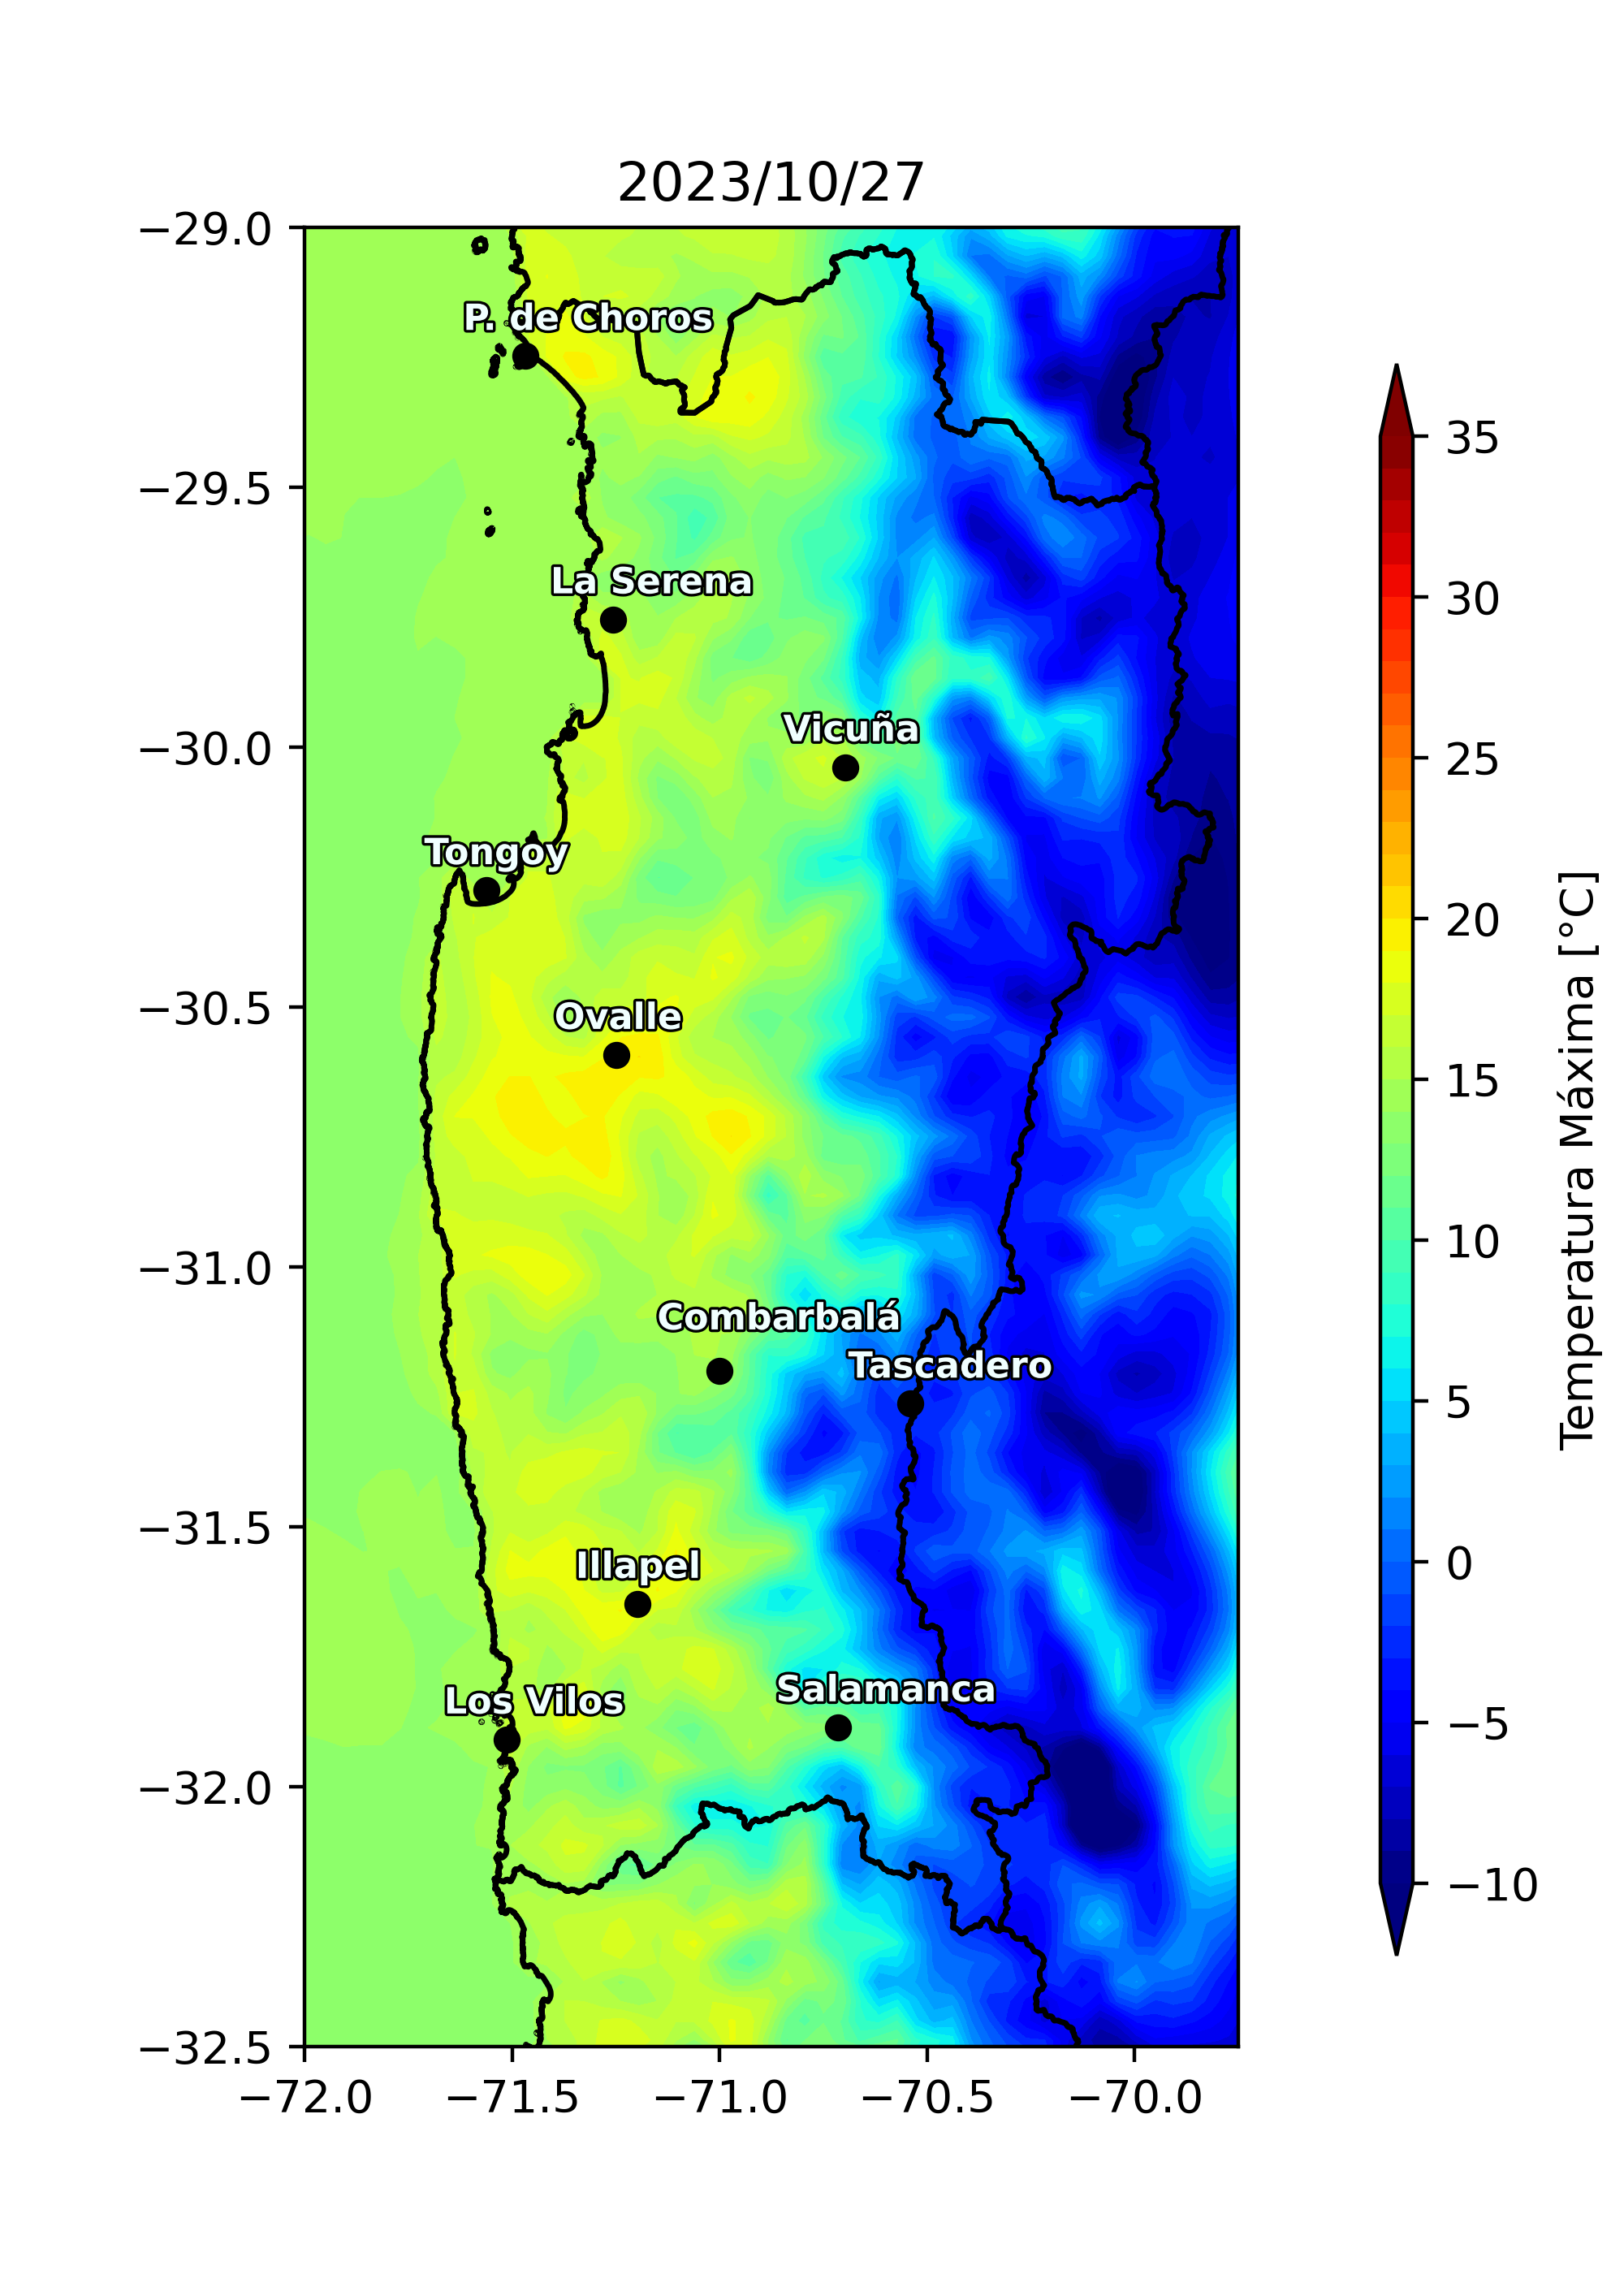 2023/10/27
−29.0
−29.5
−30.0
−30.5
−31.0
−31.5
−32.0
−32.5
−72.0
−71.5
−71.0
−70.5
−70.0
P. de Choros
La Serena
Vicuña
Tongoy
Ovalle
Combarbalá
Tascadero
Illapel
Salamanca
Los Vilos
35
30
25
20
15
10
5
0
−5
−10
Temperatura Máxima [°C]